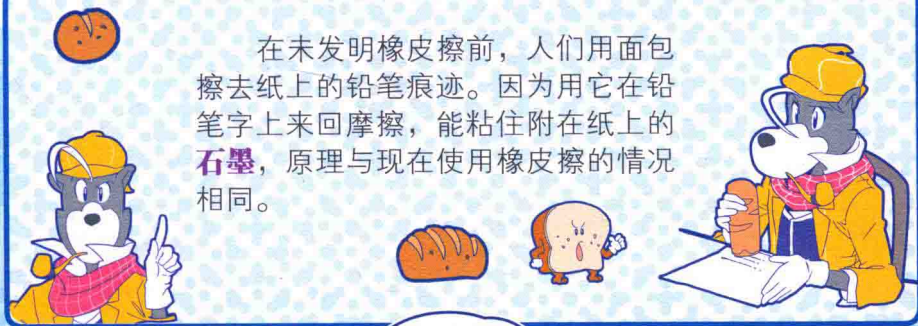 在未发明橡皮擦前，人们用面包
擦去纸上的铅笔痕迹。因为用它在铅
笔字上来回摩擦，能粘住附在纸上的
石墨，原理与现在使用橡皮擦的情况
相同。